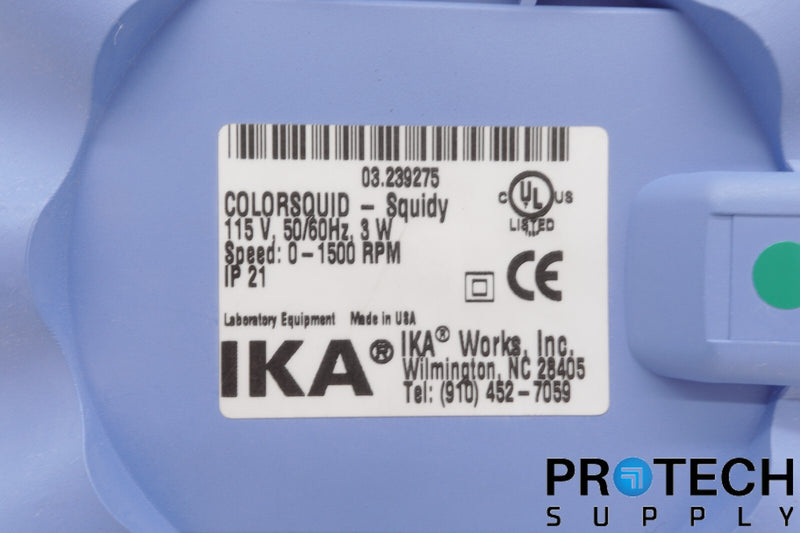 03.239275
COLORSQUID – Squidy
115 V, 50/60Hz, 3 W
Speed: 0–1500 RPM
IP 21
C UL US
LISTED
CE
Laboratory Equipment Made in USA
IKA®
IKA® Works, Inc.
Wilmington, NC 28405
Tel: (910) 452–7059
PROTECH
SUPPLY